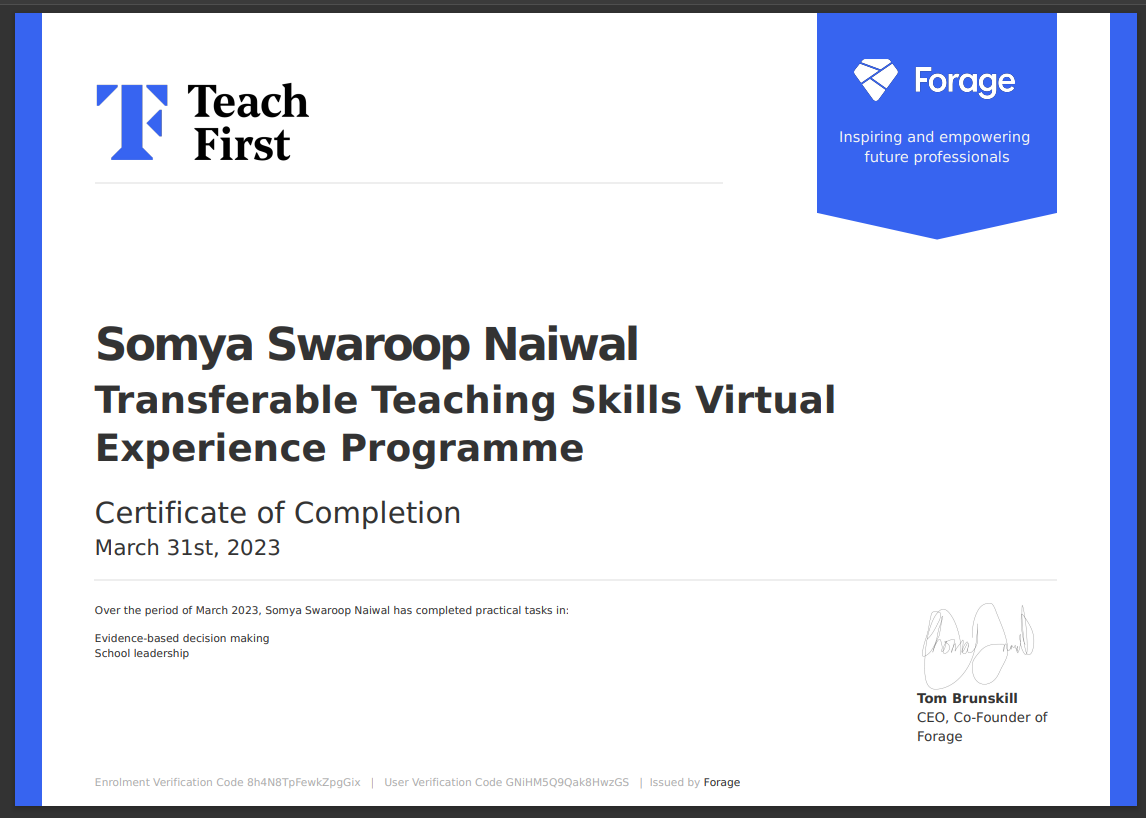 Teach
First
Forage
Inspiring and empowering
future professionals
Somya Swaroop Naiwal
Transferable Teaching Skills Virtual
Experience Programme
Certificate of Completion
March 31st, 2023
Over the period of March 2023, Somya Swaroop Naiwal has completed practical tasks in:
Evidence-based decision making
School leadership
Tom Brunskill
CEO, Co-Founder of
Forage
Enrolment Verification Code 8h4N8TpFewkZpgGix | User Verification Code GNiHM5Q9Qak8HwzGS | Issued by Forage